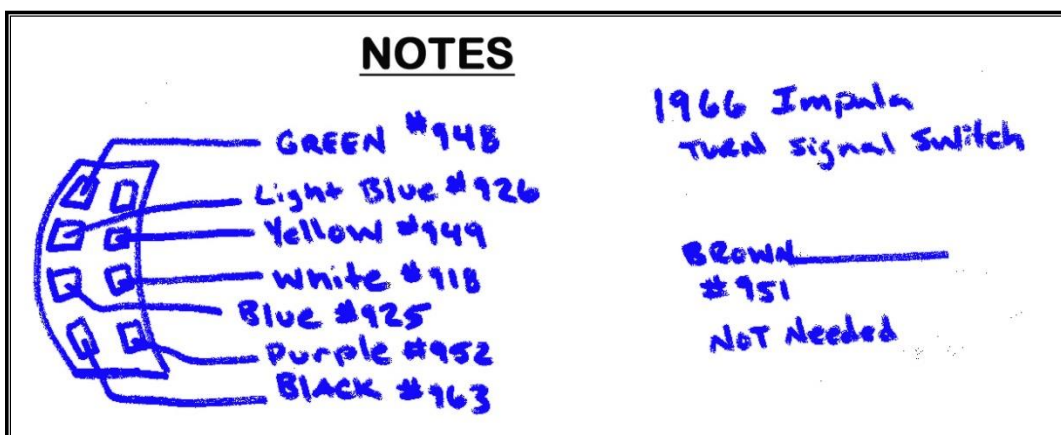 NOTES
GREEN #948
Light Blue #926
Yellow #949
White #918
Blue #925
Purple #952
BLACK #963
1966 Impala
TURN Signal Switch
BROWN
#951
NOT Needed